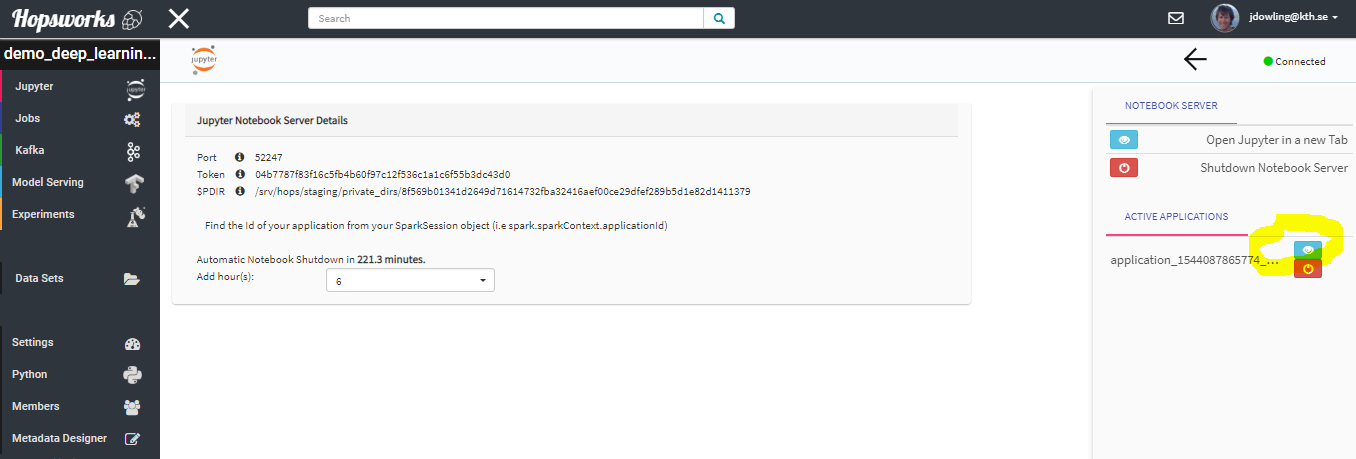 Hopsworks
Search
jdowling@kth.se
demo_deep_learnin...
jupyter
Connected
Jupyter
Jobs
Kafka
Model Serving
Experiments
Data Sets
Settings
Python
Members
Metadata Designer
Jupyter Notebook Server Details
Port 52247
Token 04b7787f83f16c5fb4b60f97c12f536c1a1c6f55b3dc43d0
$PDIR /srv/hops/staging/private_dirs/8f569b01341d2649d71614732fba32416aef00ce29dfef289b5d1e82d1411379
Find the Id of your application from your SparkSession object (i.e spark.sparkContext.applicationId)
Automatic Notebook Shutdown in 221.3 minutes.
Add hour(s): 6
NOTEBOOK SERVER
Open Jupyter in a new Tab
Shutdown Notebook Server
ACTIVE APPLICATIONS
application_1544087865774_...